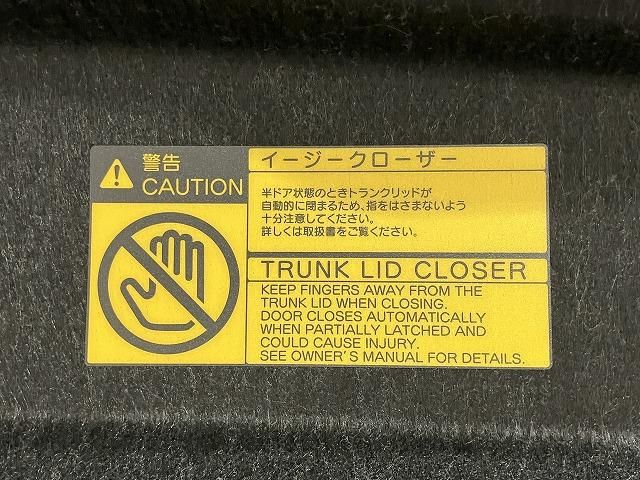 警告
CAUTION
イージークローザー
半ドア状態のときトランクリッドが
自動的に閉まるため、指をはさまないよう
十分注意してください。
詳しくは取扱書をご覧ください。
TRUNK LID CLOSER
KEEP FINGERS AWAY FROM THE
TRUNK LID WHEN CLOSING.
DOOR CLOSES AUTOMATICALLY
WHEN PARTIALLY LATCHED AND
COULD CAUSE INJURY.
SEE OWNER'S MANUAL FOR DETAILS.